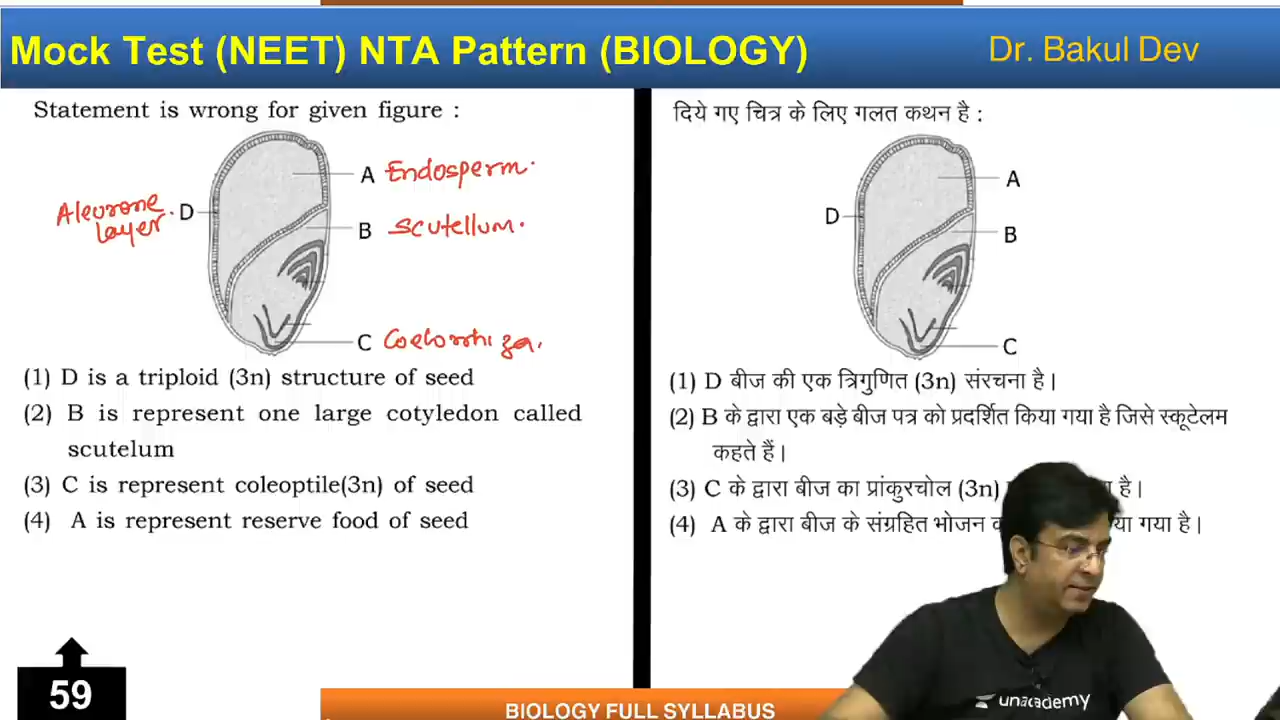 Mock Test (NEET) NTA Pattern (BIOLOGY)
Dr. Bakul Dev
Statement is wrong for given figure :
A Endosperm.
Aleurone layer. D
B scutellum.
C Coelorrhiza.
(1) D is a triploid (3n) structure of seed
(2) B is represent one large cotyledon called
scutelum
(3) C is represent coleoptile(3n) of seed
(4) A is represent reserve food of seed
दिये गए चित्र के लिए गलत कथन है :
A
D
B
C
(1) D बीज की एक त्रिगुणित (3n) संरचना है।
(2) B के द्वारा एक बड़े बीज पत्र को प्रदर्शित किया गया है जिसे स्कूटेलम
कहते हैं।
(3) C के द्वारा बीज का प्रांकुरचोल (3n) है।
(4) A के द्वारा बीज के संग्रहित भोजन गया है।
unacademy
59
BIOLOGY FULL SYLLABUS